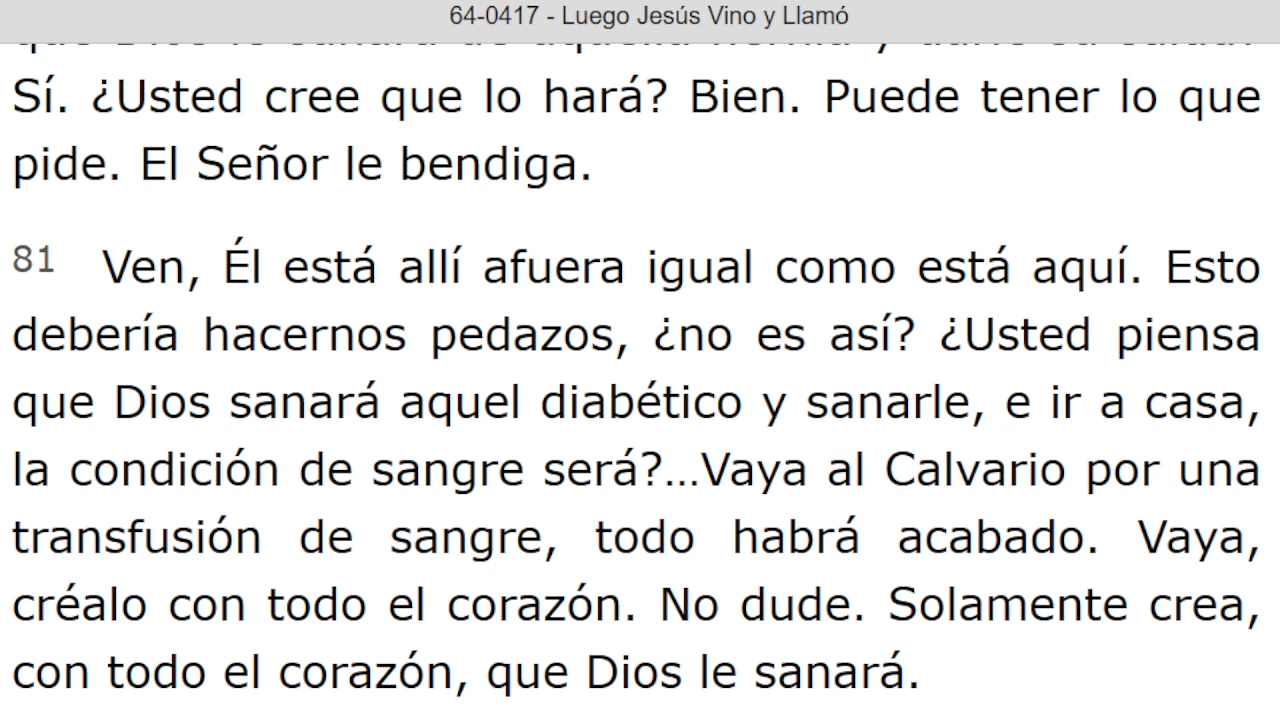 64-0417 - Luego Jesús Vino y Llamó
Sí. ¿Usted cree que lo hará? Bien. Puede tener lo que
pide. El Señor le bendiga.
81 Ven, Él está allí afuera igual como está aquí. Esto
debería hacernos pedazos, ¿no es así? ¿Usted piensa
que Dios sanará aquel diabético y sanarle, e ir a casa,
la condición de sangre será?...Vaya al Calvario por una
transfusión de sangre, todo habrá acabado. Vaya,
créalo con todo el corazón. No dude. Solamente crea,
con todo el corazón, que Dios le sanará.